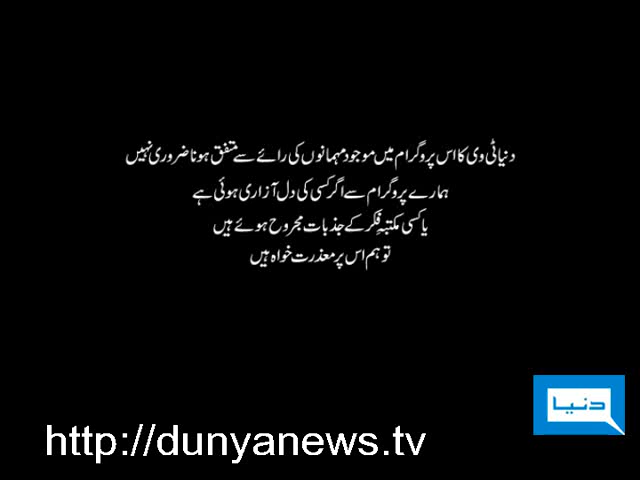 دنیا ٹی وی کا اس پروگرام میں موجود مہمانوں کی رائے سے متفق ہونا ضروری نہیں
ہمارے پروگرام سے اگر کسی کی دل آزاری ہوئی ہے
یا کسی مکتبہِ فکر کے جذبات مجروح ہوئے ہیں
تو ہم اس پر معذرت خواہ ہیں
دنیا
http://dunyanews.tv